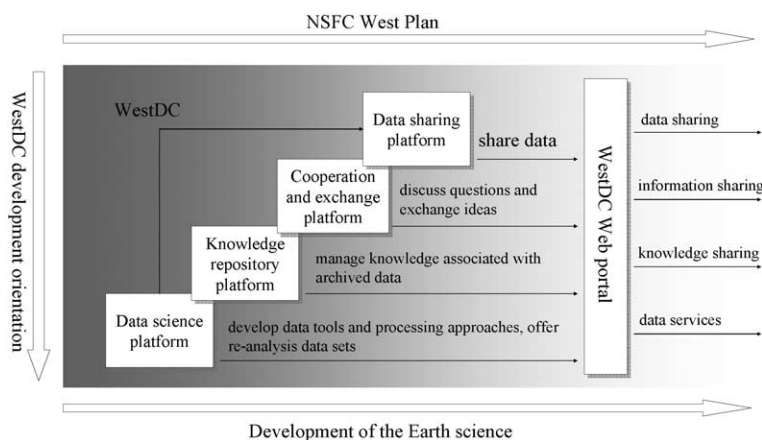 NSFC West Plan
WestDC development orientation
WestDC
Data sharing
platform
share data
Cooperation
and exchange
platform
discuss questions and
exchange ideas
Knowledge
repository
platform
manage knowledge associated with
archived data
Data science
platform
develop data tools and processing approaches, offer
re-analysis data sets
WestDC Web portal
data sharing
information sharing
knowledge sharing
data services
Development of the Earth science